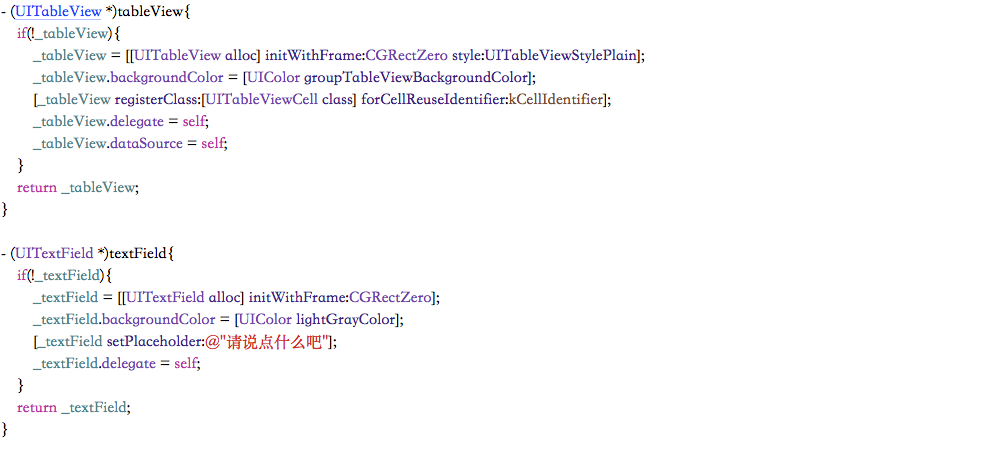 - (UITableView *)tableView{
if(!_tableView){
_tableView = [[UITableView alloc] initWithFrame:CGRectZero style:UITableViewStylePlain];
_tableView.backgroundColor = [UIColor groupTableViewBackgroundColor];
[_tableView registerClass:[UITableViewCell class] forCellReuseIdentifier:kCellIdentifier];
_tableView.delegate = self;
_tableView.dataSource = self;
}
return _tableView;
}
- (UITextField *)textField{
if(!_textField){
_textField = [[UITextField alloc] initWithFrame:CGRectZero];
_textField.backgroundColor = [UIColor lightGrayColor];
[_textField setPlaceholder:@"请说点什么吧"];
_textField.delegate = self;
}
return _textField;
}